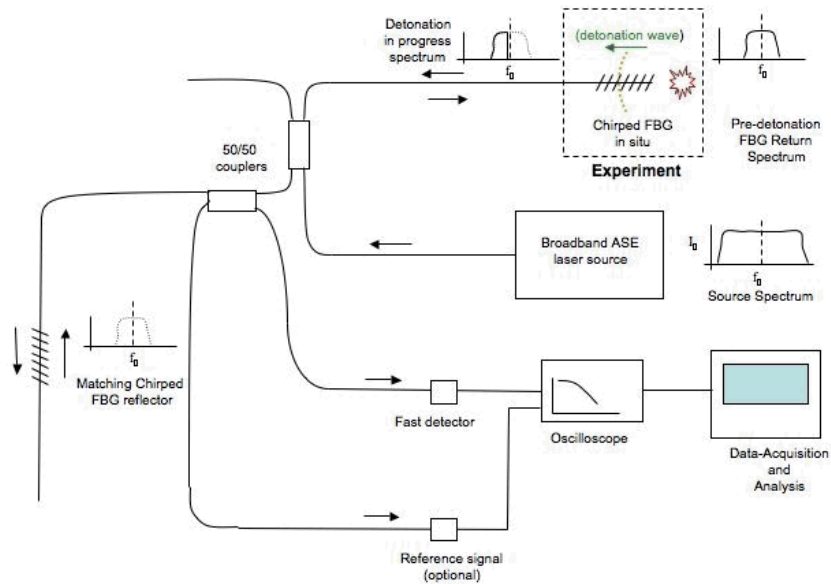 Detonation
in progress
spectrum
f₀
(detonation wave)
Chirped FBG
in situ
Experiment
f₀
Pre-detonation
FBG Return
Spectrum
50/50
couplers
Broadband ASE
laser source
I₀
f₀
Source Spectrum
f₀
Matching Chirped
FBG reflector
Fast detector
Oscilloscope
Data-Acquisition
and
Analysis
Reference signal
(optional)